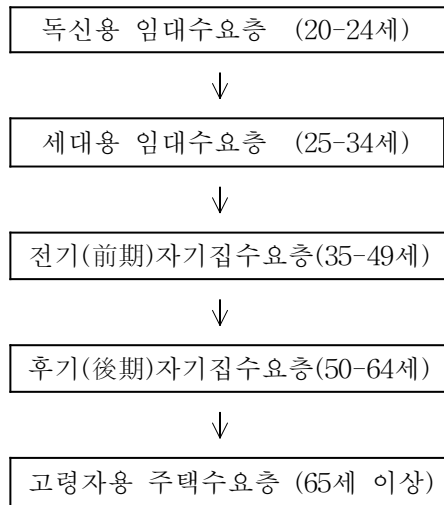 독신용 임대수요층 (20-24세)
↓
세대용 임대수요층 (25-34세)
↓
전기(前期)자기집수요층(35-49세)
↓
후기(後期)자기집수요층(50-64세)
↓
고령자용 주택수요층 (65세 이상)